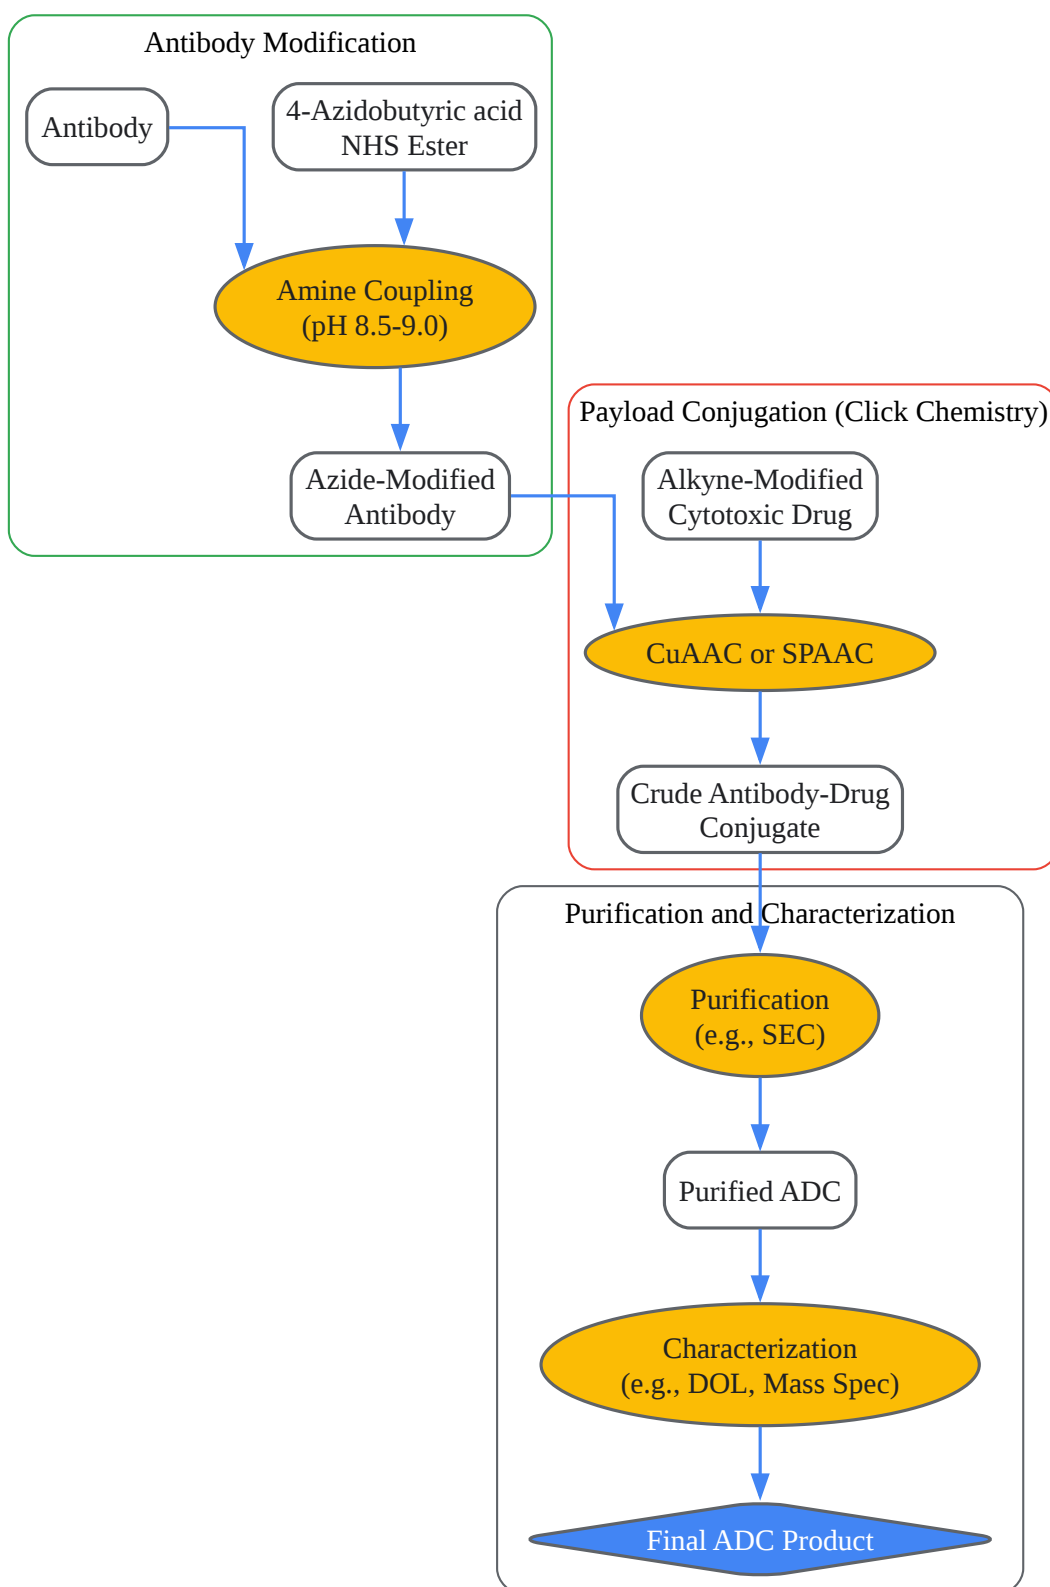 Antibody Modification
Antibody
4-Azidobutyric acid
NHS Ester
Amine Coupling
(pH 8.5-9.0)
Azide-Modified
Antibody
Payload Conjugation (Click Chemistry)
Alkyne-Modified
Cytotoxic Drug
CuAAC or SPAAC
Crude Antibody-Drug
Conjugate
Purification and Characterization
Purification
(e.g., SEC)
Purified ADC
Characterization
(e.g., DOL, Mass Spec)
Final ADC Product